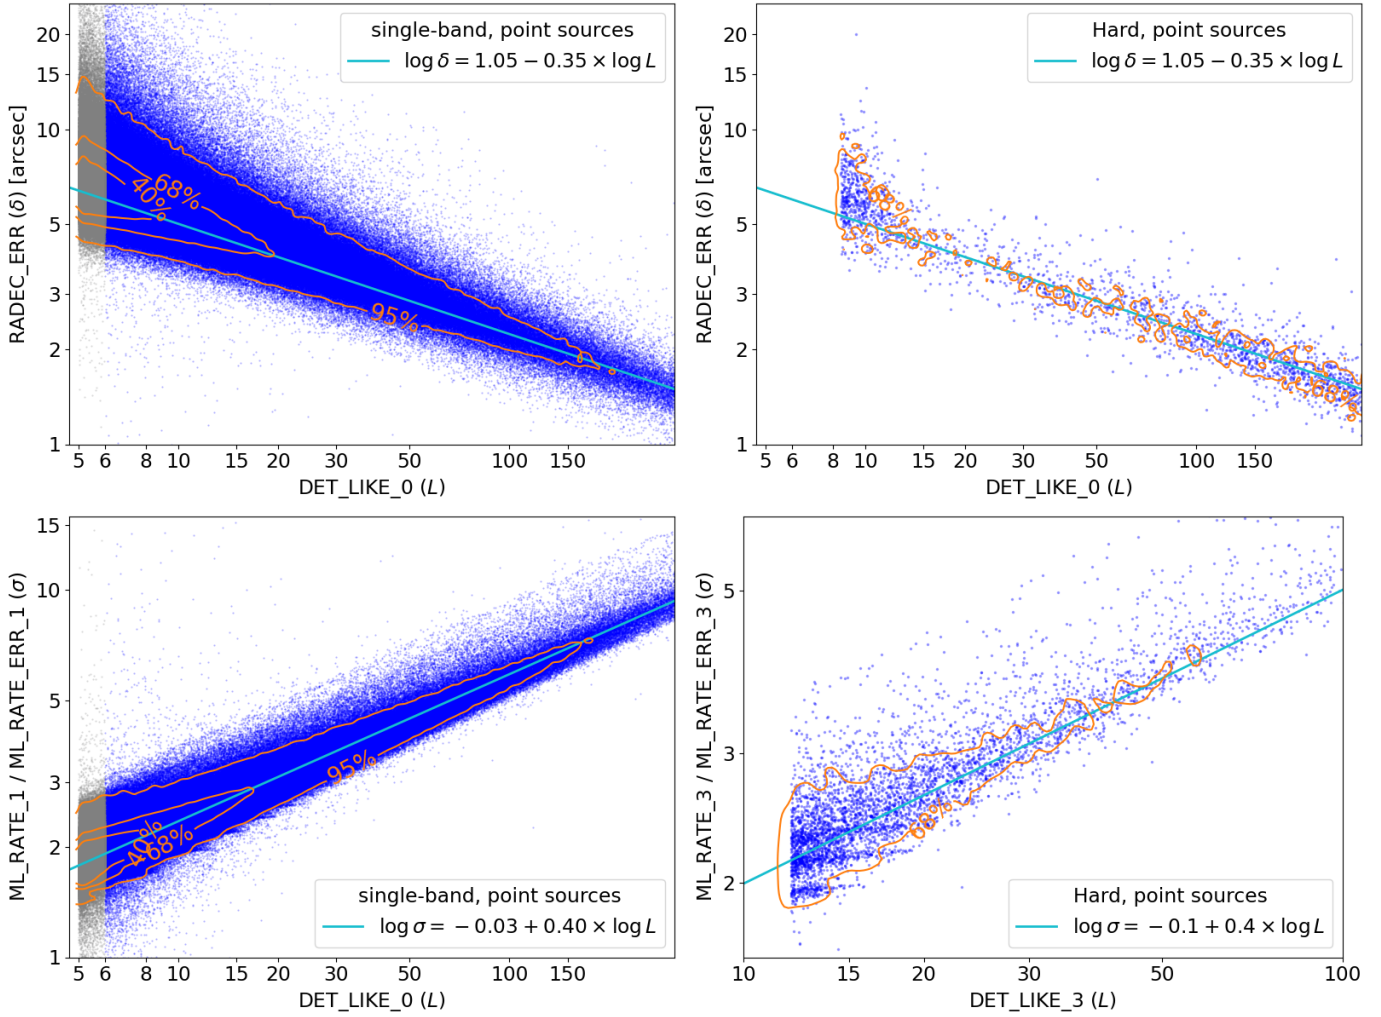 20
15
10
5
3
2
1
RADEC_ERR (δ) [arcsec]
single-band, point sources
log δ = 1.05 − 0.35 × log L
68%
40%
95%
5 6 8 10 15 20 30 50 100 150
DET_LIKE_0 (L)
20
15
10
5
3
2
1
RADEC_ERR (δ) [arcsec]
Hard, point sources
log δ = 1.05 − 0.35 × log L
68%
68%
5 6 8 10 15 20 30 50 100 150
DET_LIKE_0 (L)
15
10
5
3
2
1
ML_RATE_1 / ML_RATE_ERR_1 (σ)
95%
40%
68%
single-band, point sources
log σ = − 0.03 + 0.40 × log L
5 6 8 10 15 20 30 50 100 150
DET_LIKE_0 (L)
5
3
2
ML_RATE_3 / ML_RATE_ERR_3 (σ)
68%
Hard, point sources
log σ = − 0.1 + 0.4 × log L
10 15 20 30 50 100
DET_LIKE_3 (L)